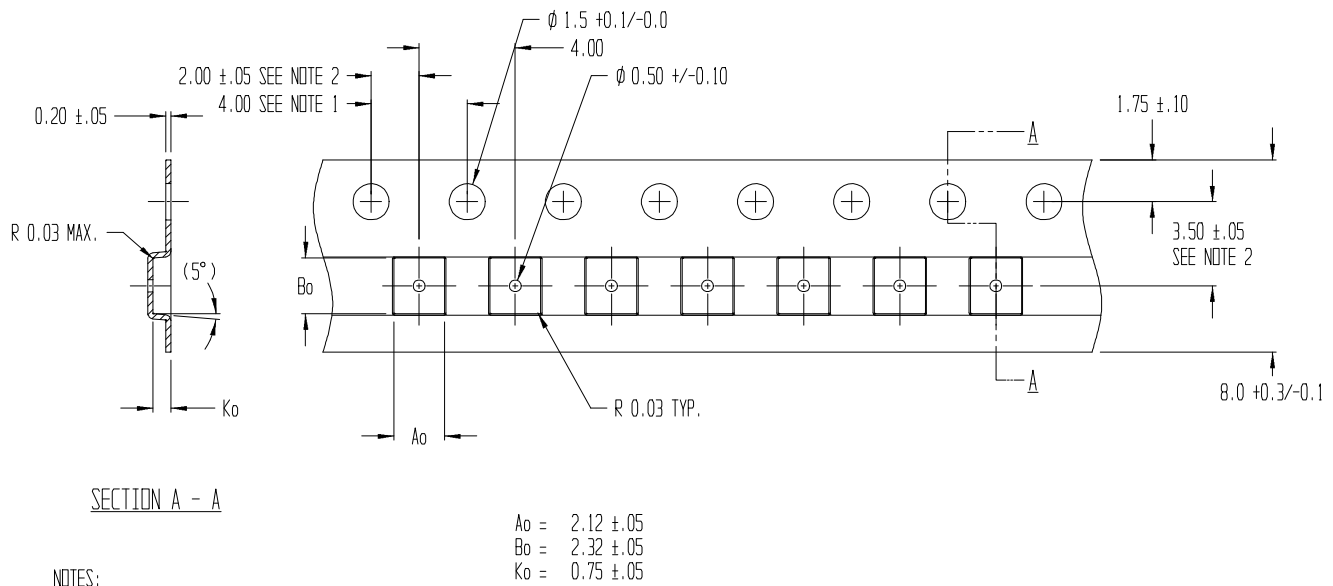 ϕ 1.5 +0.1/-0.0
4.00
2.00 ±.05 SEE NOTE 2
ϕ 0.50 +/-0.10
4.00 SEE NOTE 1
0.20 ±.05
1.75 ±.10
A
R 0.03 MAX.
3.50 ±.05
SEE NOTE 2
(5°)
Bo
A
8.0 +0.3/-0.1
Ko
R 0.03 TYP.
Ao
SECTION A - A
Ao = 2.12 ±.05
Bo = 2.32 ±.05
Ko = 0.75 ±.05
NOTES: